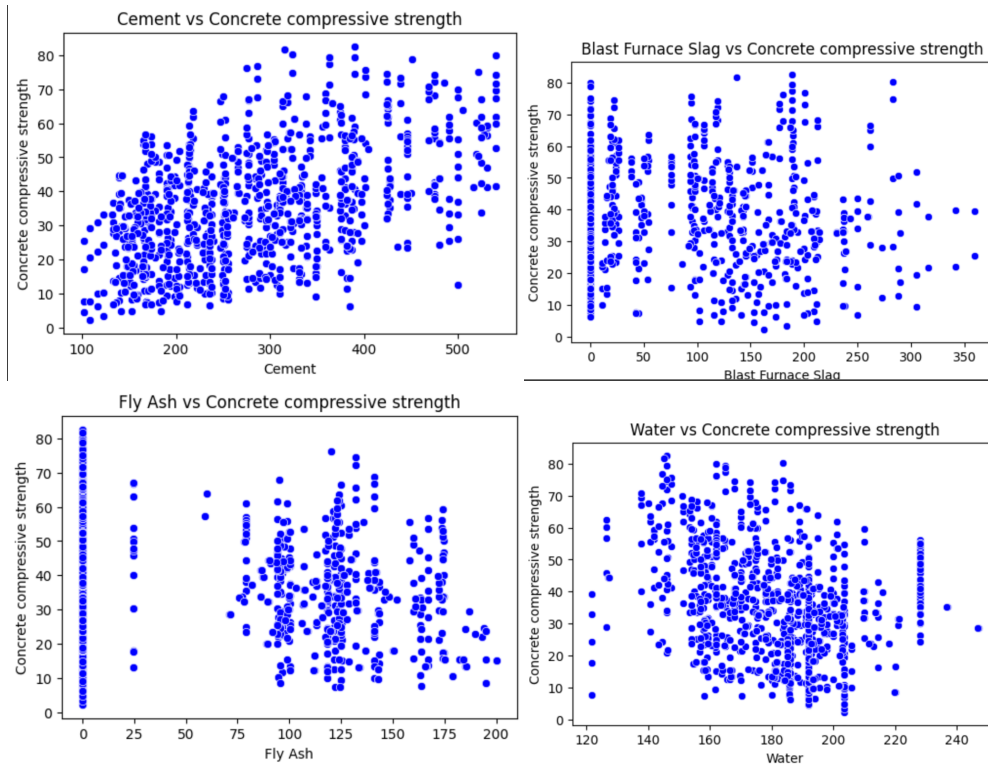 Cement vs Concrete compressive strength
Concrete compressive strength
80
70
60
50
40
30
20
10
0
100 200 300 400 500
Cement
Blast Furnace Slag vs Concrete compressive strength
Concrete compressive strength
80
70
60
50
40
30
20
10
0
0 50 100 150 200 250 300 350
Blast Furnace Slag
Fly Ash vs Concrete compressive strength
Concrete compressive strength
80
70
60
50
40
30
20
10
0
0 25 50 75 100 125 150 175 200
Fly Ash
Water vs Concrete compressive strength
Concrete compressive strength
80
70
60
50
40
30
20
10
0
120 140 160 180 200 220 240
Water